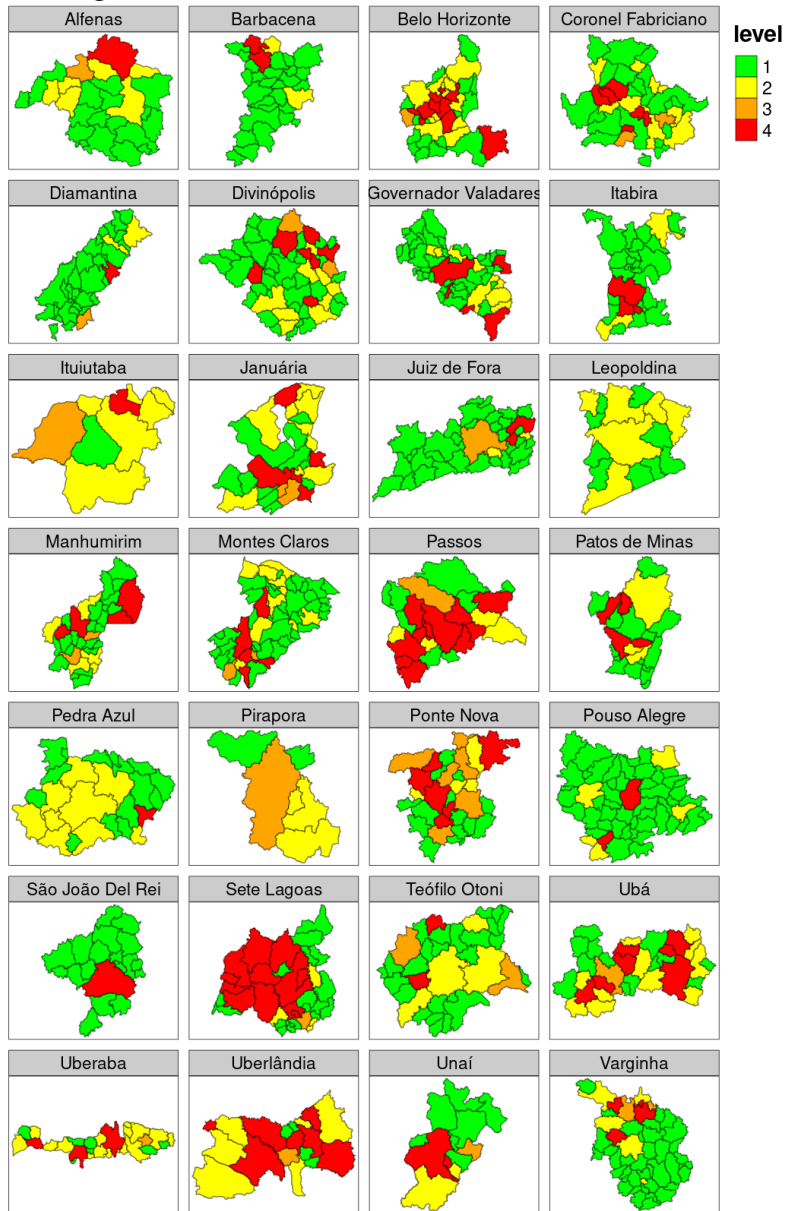 Alfenas Barbacena Belo Horizonte Coronel Fabriciano
level
1
2
3
4
Diamantina Divinópolis Governador Valadares Itabira
Ituiutaba Januária Juiz de Fora Leopoldina
Manhumirim Montes Claros Passos Patos de Minas
Pedra Azul Pirapora Ponte Nova Pouso Alegre
São João Del Rei Sete Lagoas Teófilo Otoni Ubá
Uberaba Uberlândia Unaí Varginha